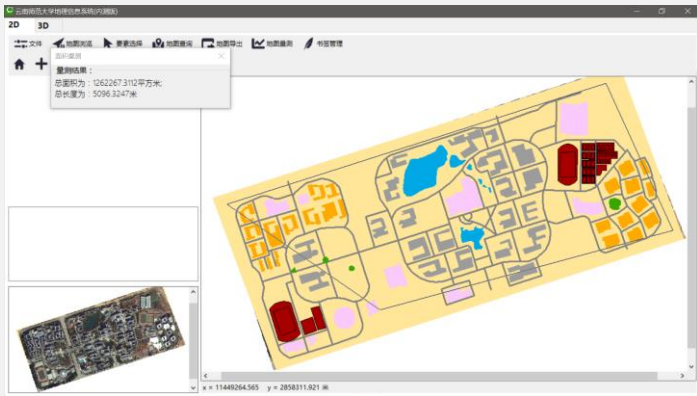 云南师范大学地理信息系统(内测版)
2D 3D
文件 地图浏览 要素选择 地图查询 地图导出 地图量测 书签管理
面积量测
量测结果：
总面积为：1262267.3112平方米;
总长度为：5096.3247米
x = 11449264.565 y = 2858311.921 米